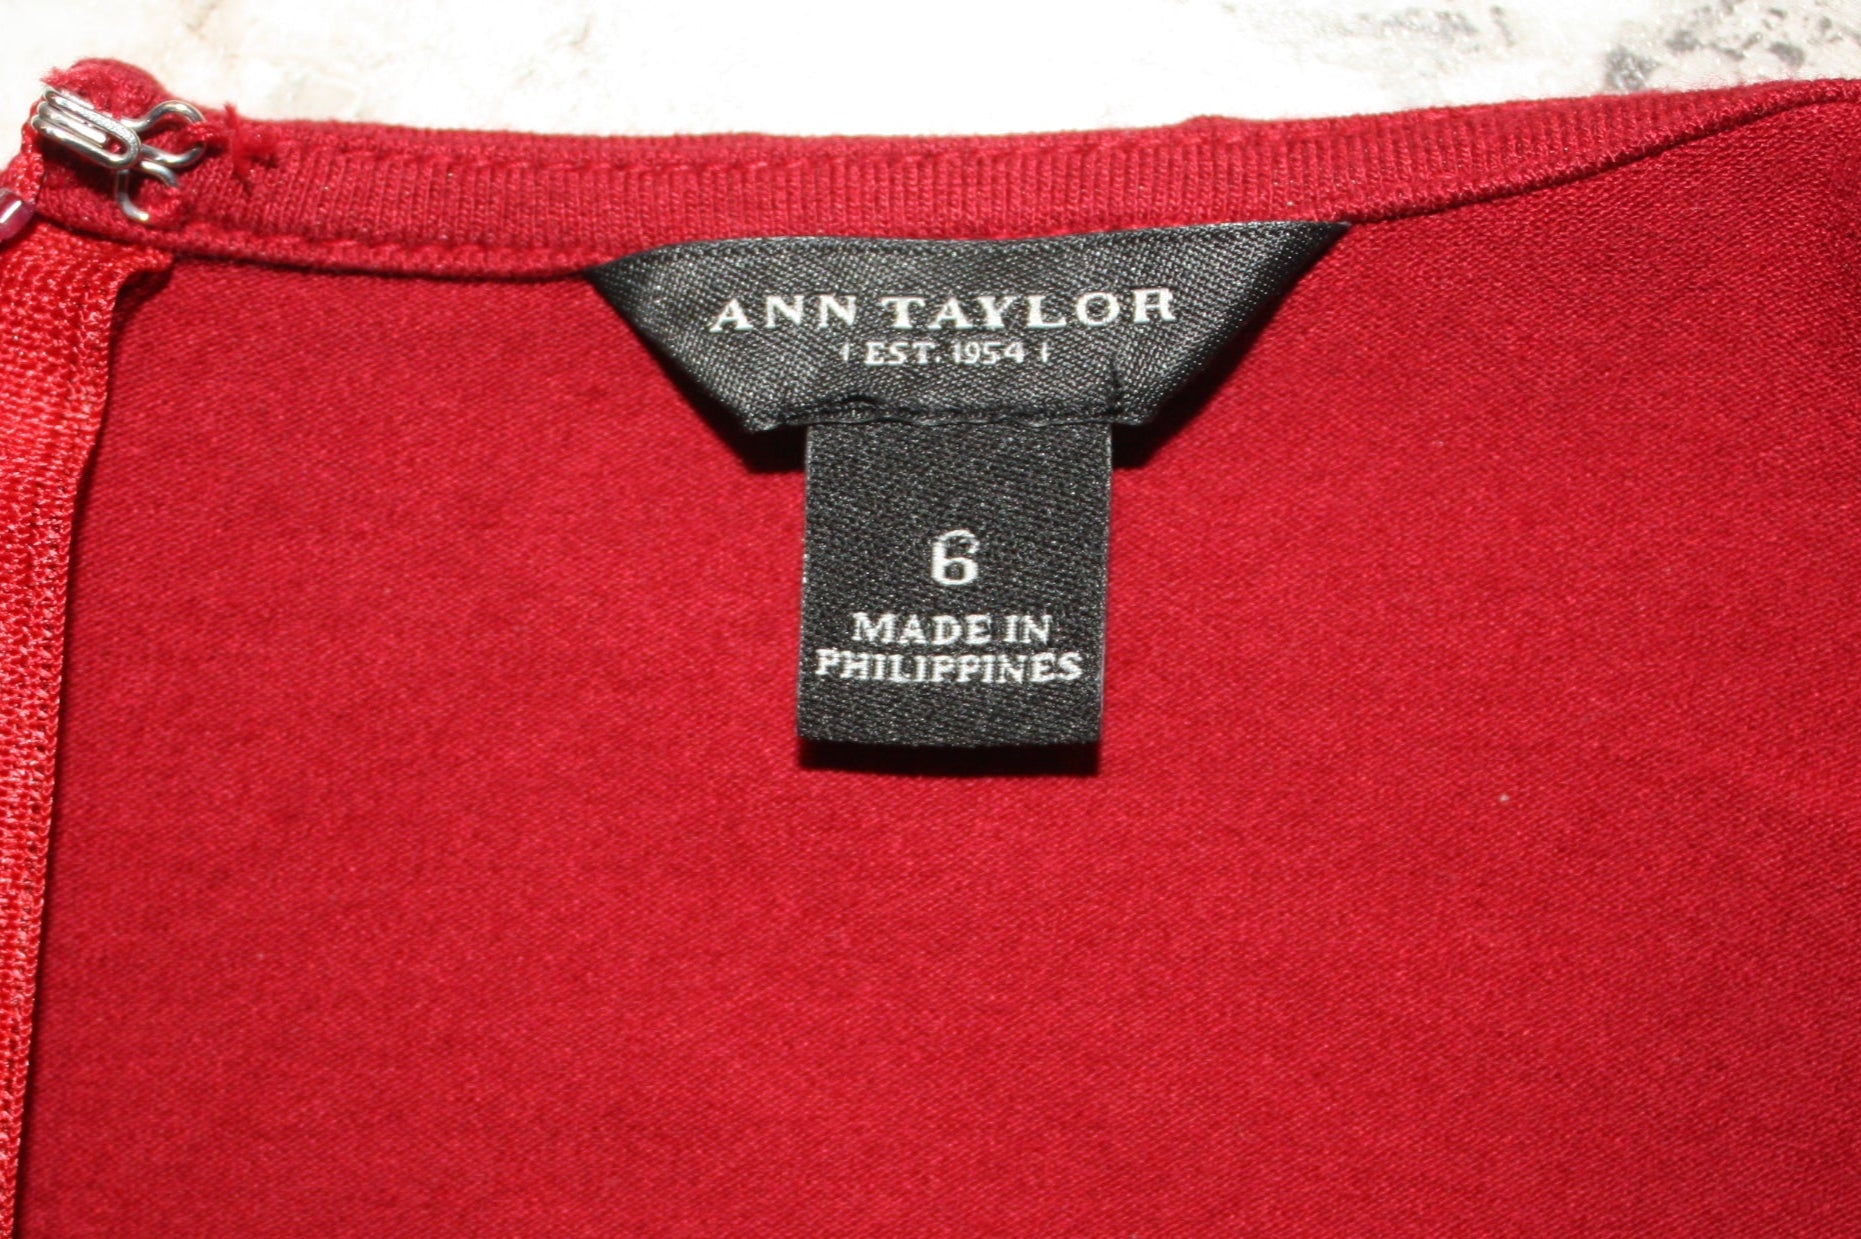 ANN TAYLOR
EST. 1954
6
MADE IN
PHILIPPINES